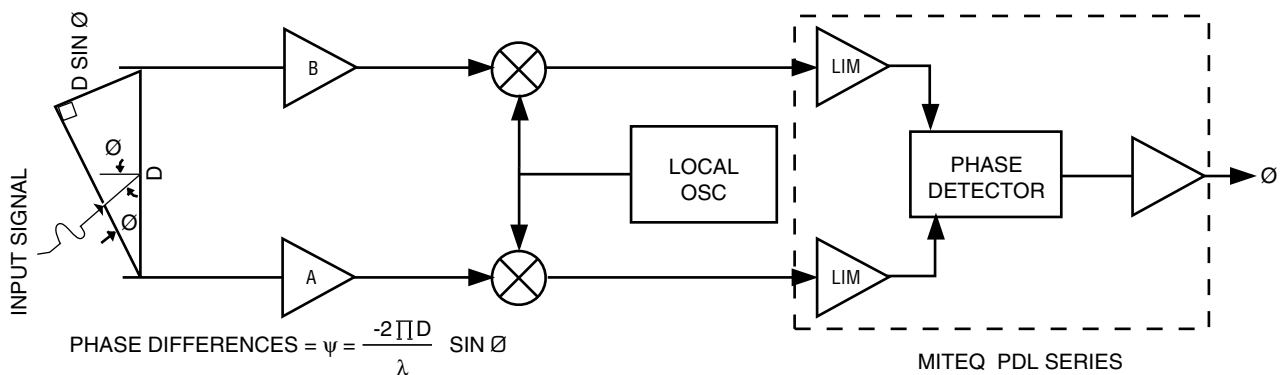 D SIN Ø
B
LIM
Ø
D
LOCAL
OSC
PHASE
DETECTOR
Ø
INPUT SIGNAL
Ø
A
LIM
PHASE DIFFERENCES = ψ = -2∏D
λ
SIN Ø
MITEQ PDL SERIES